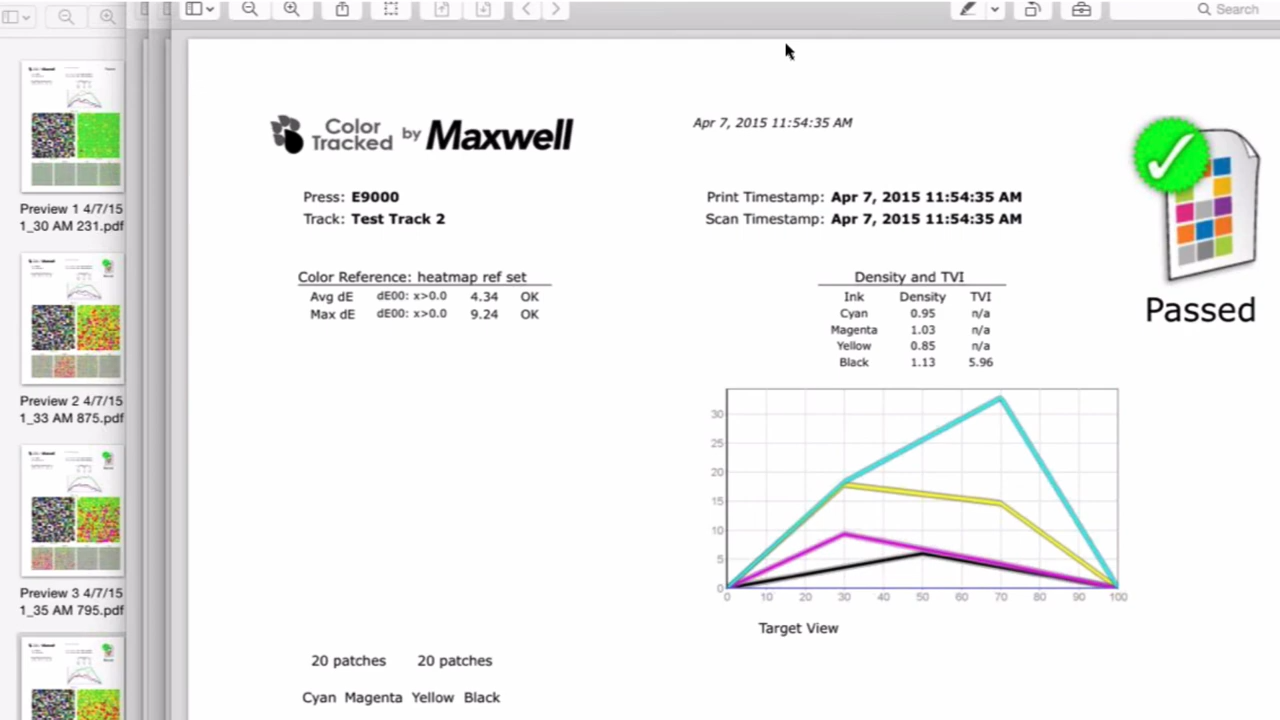 Search
Preview 1 4/7/15
1_30 AM 231.pdf
Preview 2 4/7/15
1_33 AM 875.pdf
Preview 3 4/7/15
1_35 AM 795.pdf
Color Tracked by Maxwell
Apr 7, 2015 11:54:35 AM
Press: E9000
Track: Test Track 2
Print Timestamp: Apr 7, 2015 11:54:35 AM
Scan Timestamp: Apr 7, 2015 11:54:35 AM
Passed
Color Reference: heatmap ref set
Avg dE dE00: x>0.0 4.34 OK
Max dE dE00: x>0.0 9.24 OK
Density and TVI
Ink Density TVI
Cyan 0.95 n/a
Magenta 1.03 n/a
Yellow 0.85 n/a
Black 1.13 5.96
30
25
20
15
10
5
0
0 10 20 30 40 50 60 70 80 90 100
Target View
20 patches 20 patches
Cyan Magenta Yellow Black